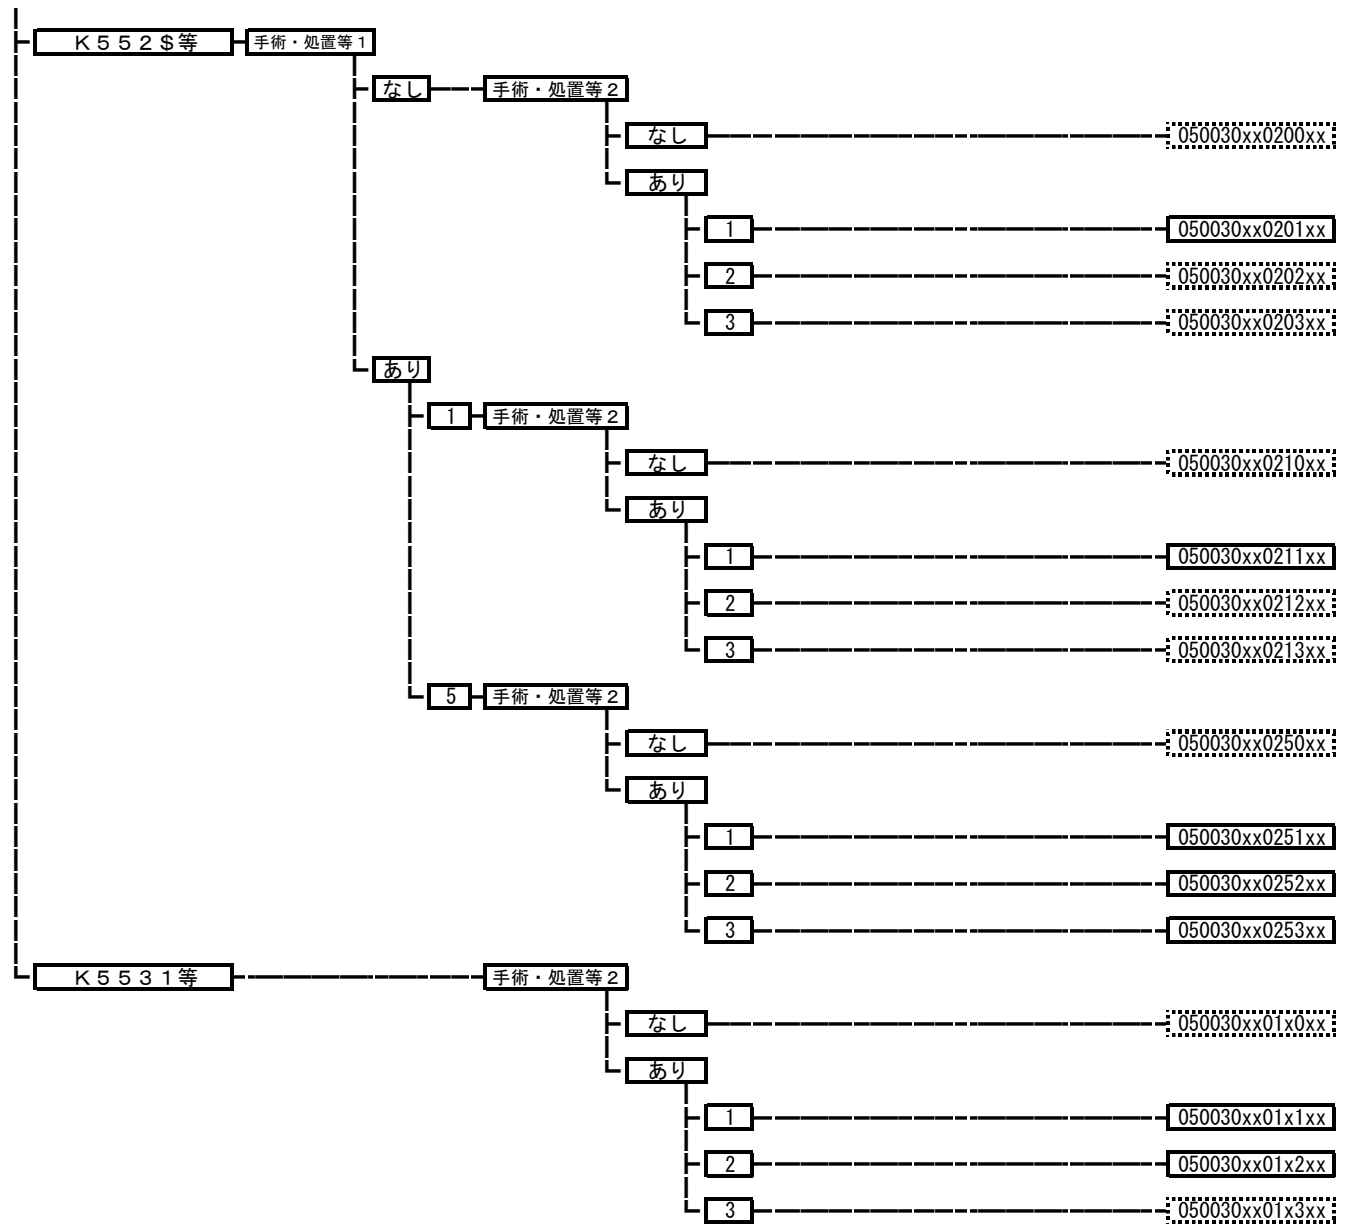 K552$等 手術・処置等1
なし 手術・処置等2
なし 050030xx0200xx
あり
1 050030xx0201xx
2 050030xx0202xx
3 050030xx0203xx
あり
1 手術・処置等2
なし 050030xx0210xx
あり
1 050030xx0211xx
2 050030xx0212xx
3 050030xx0213xx
5 手術・処置等2
なし 050030xx0250xx
あり
1 050030xx0251xx
2 050030xx0252xx
3 050030xx0253xx
K5531等 手術・処置等2
なし 050030xx01x0xx
あり
1 050030xx01x1xx
2 050030xx01x2xx
3 050030xx01x3xx